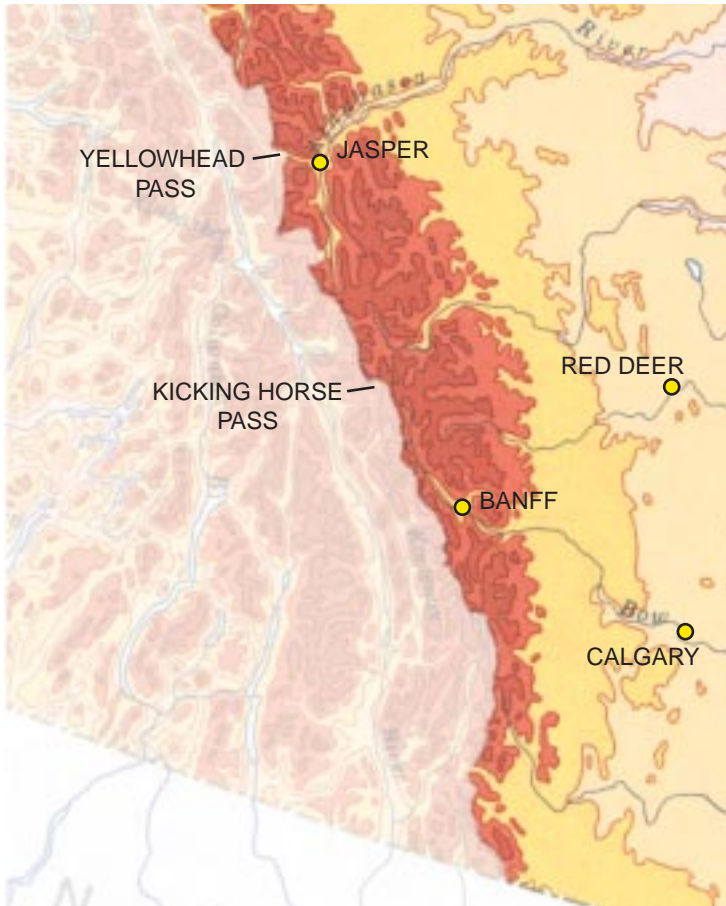 River
YELLOWHEAD
PASS
JASPER
KICKING HORSE
PASS
RED DEER
BANFF
Bow
CALGARY